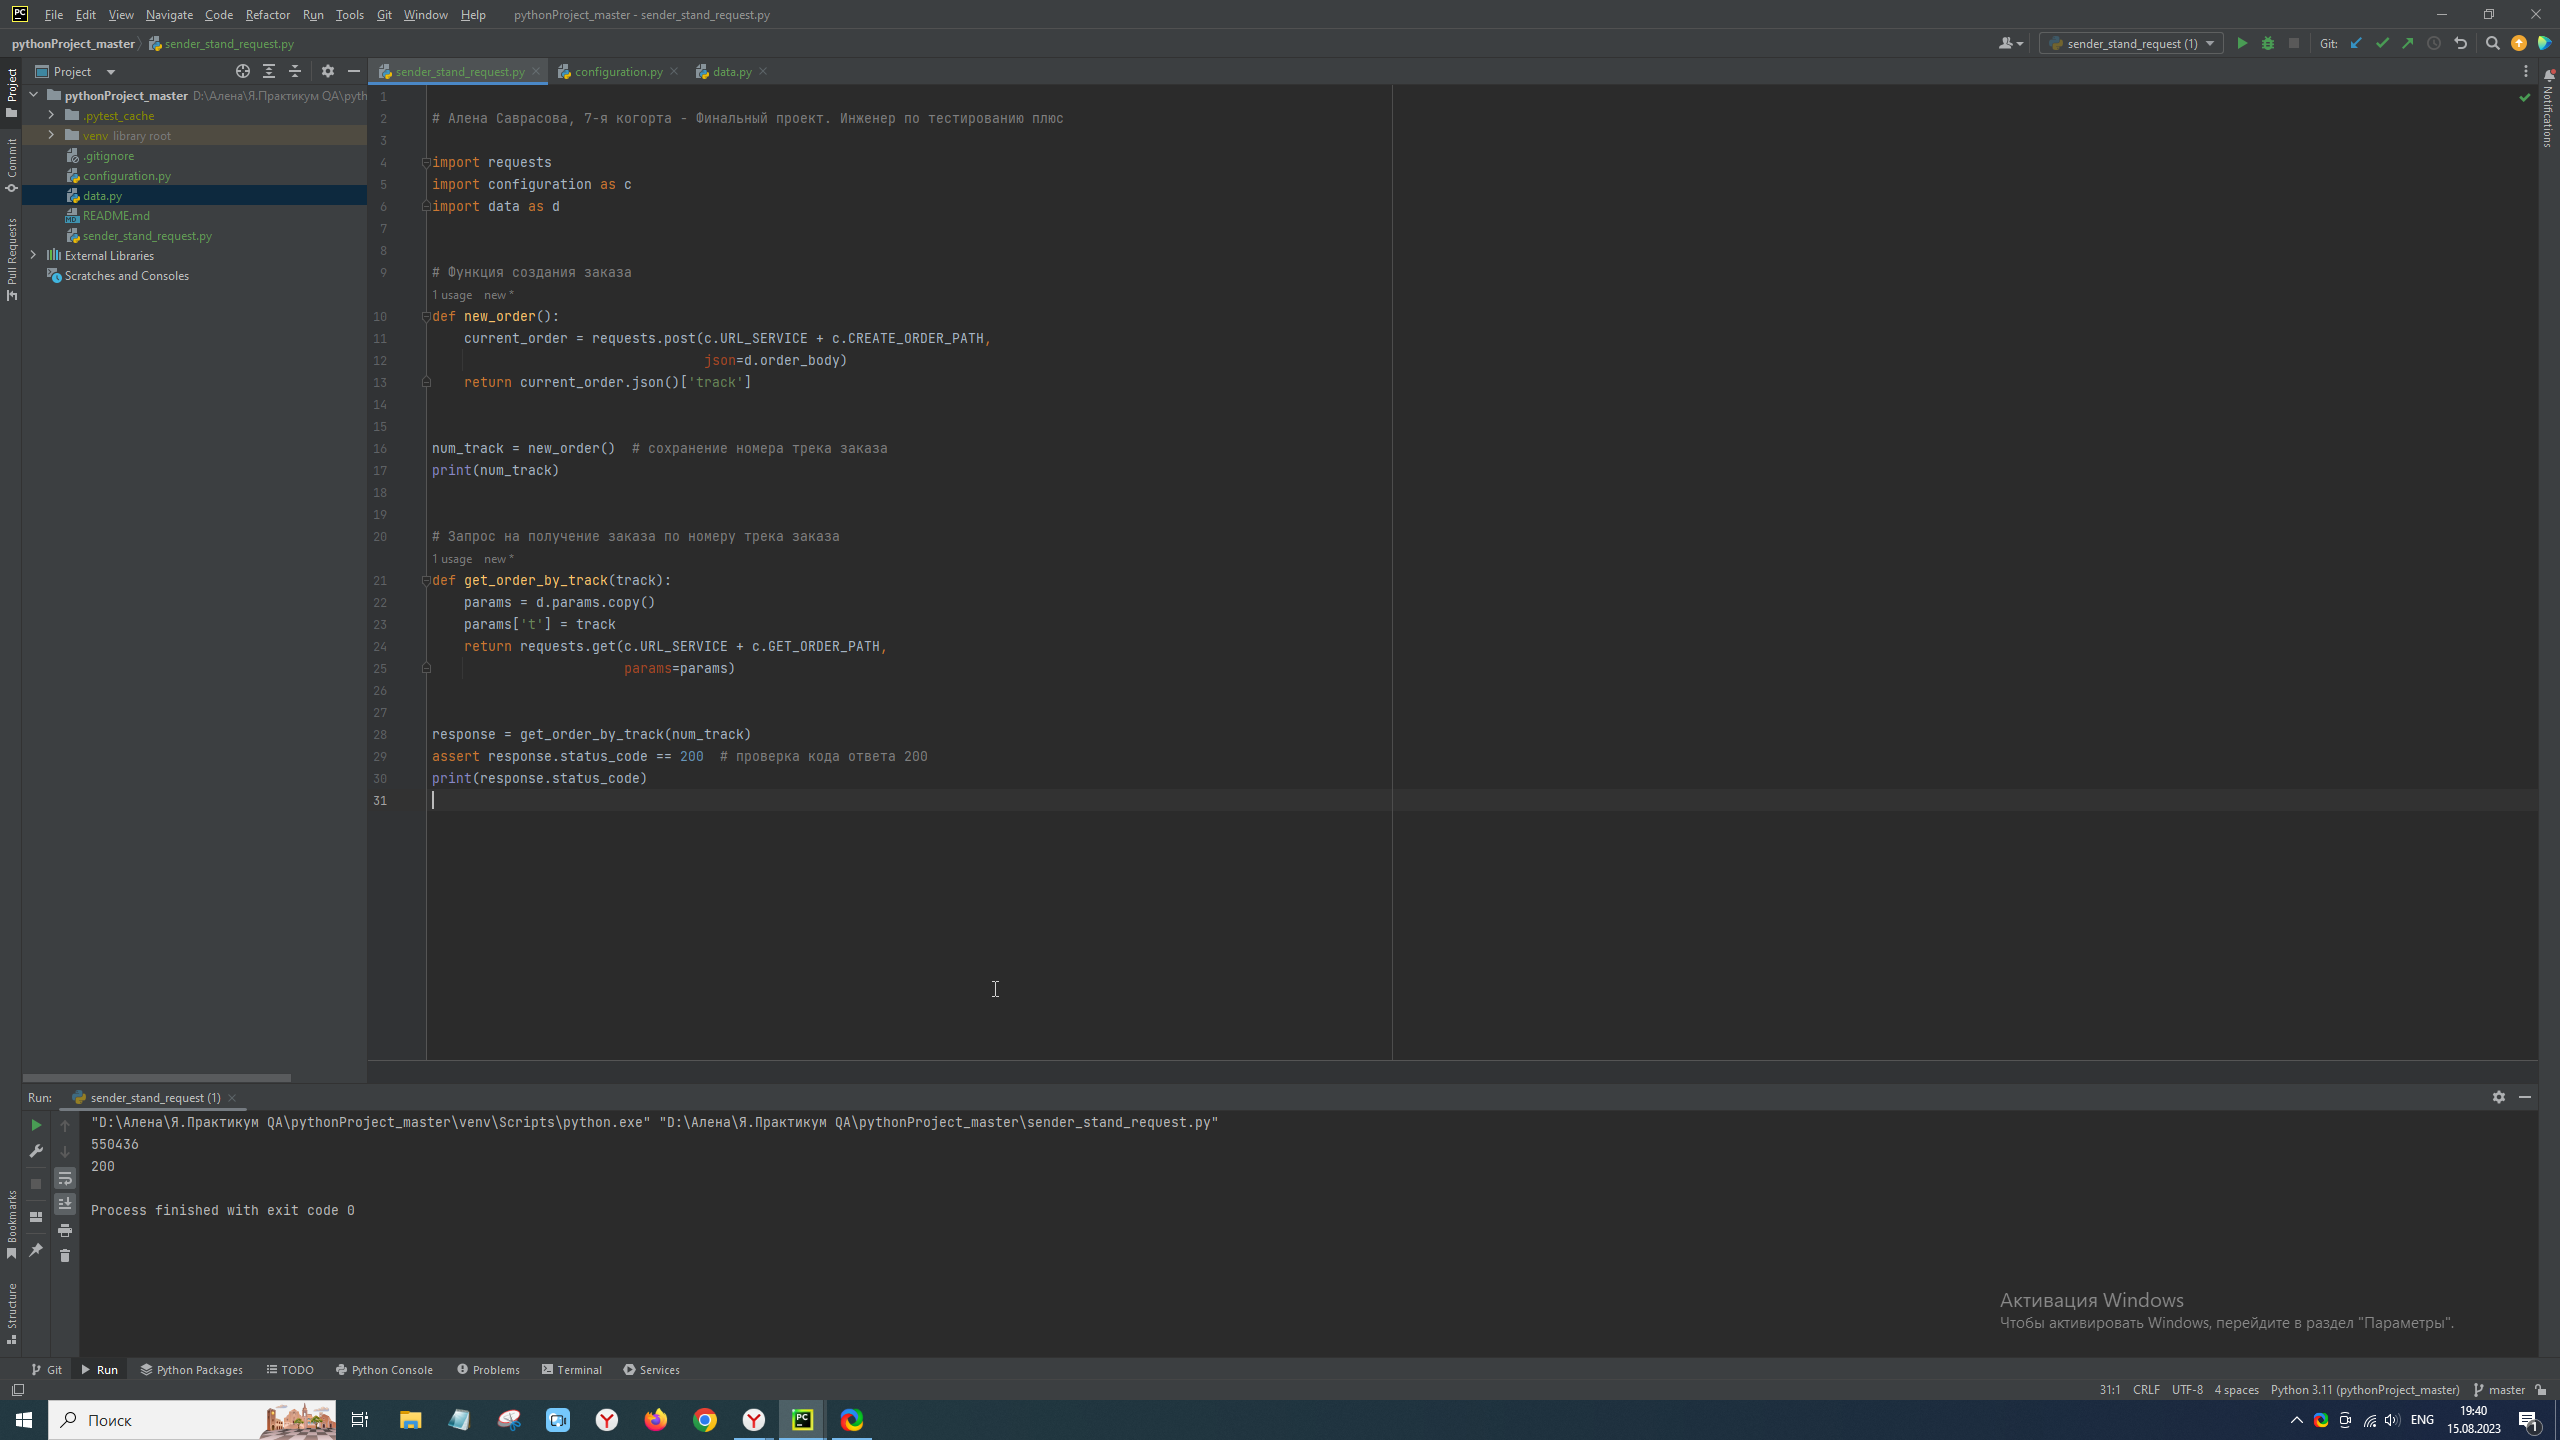 File Edit View Navigate Code Refactor Run Tools Git Window Help pythonProject_master - sender_stand_request.py
pythonProject_master sender_stand_request.py sender_stand_request (1) Git:
Project sender_stand_request.py configuration.py data.py
pythonProject_master D:\Алена\Я.Практикум QA\pyth
.pytest_cache
venv library root
.gitignore
configuration.py
data.py
README.md
sender_stand_request.py
External Libraries
Scratches and Consoles
Project
Commit
Pull Requests
Bookmarks
Structure
Notifications
1
2 # Алена Саврасова, 7-я когорта - Финальный проект. Инженер по тестированию плюс
3
4 import requests
5 import configuration as c
6 import data as d
7
8
9 # Функция создания заказа
1 usage new *
10 def new_order():
11 current_order = requests.post(c.URL_SERVICE + c.CREATE_ORDER_PATH,
12 json=d.order_body)
13 return current_order.json()['track']
14
15
16 num_track = new_order() # сохранение номера трека заказа
17 print(num_track)
18
19
20 # Запрос на получение заказа по номеру трека заказа
1 usage new *
21 def get_order_by_track(track):
22 params = d.params.copy()
23 params['t'] = track
24 return requests.get(c.URL_SERVICE + c.GET_ORDER_PATH,
25 params=params)
26
27
28 response = get_order_by_track(num_track)
29 assert response.status_code == 200 # проверка кода ответа 200
30 print(response.status_code)
31
Run: sender_stand_request (1)
"D:\Алена\Я.Практикум QA\pythonProject_master\venv\Scripts\python.exe" "D:\Алена\Я.Практикум QA\pythonProject_master\sender_stand_request.py"
550436
200
Process finished with exit code 0
Активация Windows
Чтобы активировать Windows, перейдите в раздел "Параметры".
Git Run Python Packages TODO Python Console Problems Terminal Services
31:1 CRLF UTF-8 4 spaces Python 3.11 (pythonProject_master) master
Поиск ENG 19:40
15.08.2023